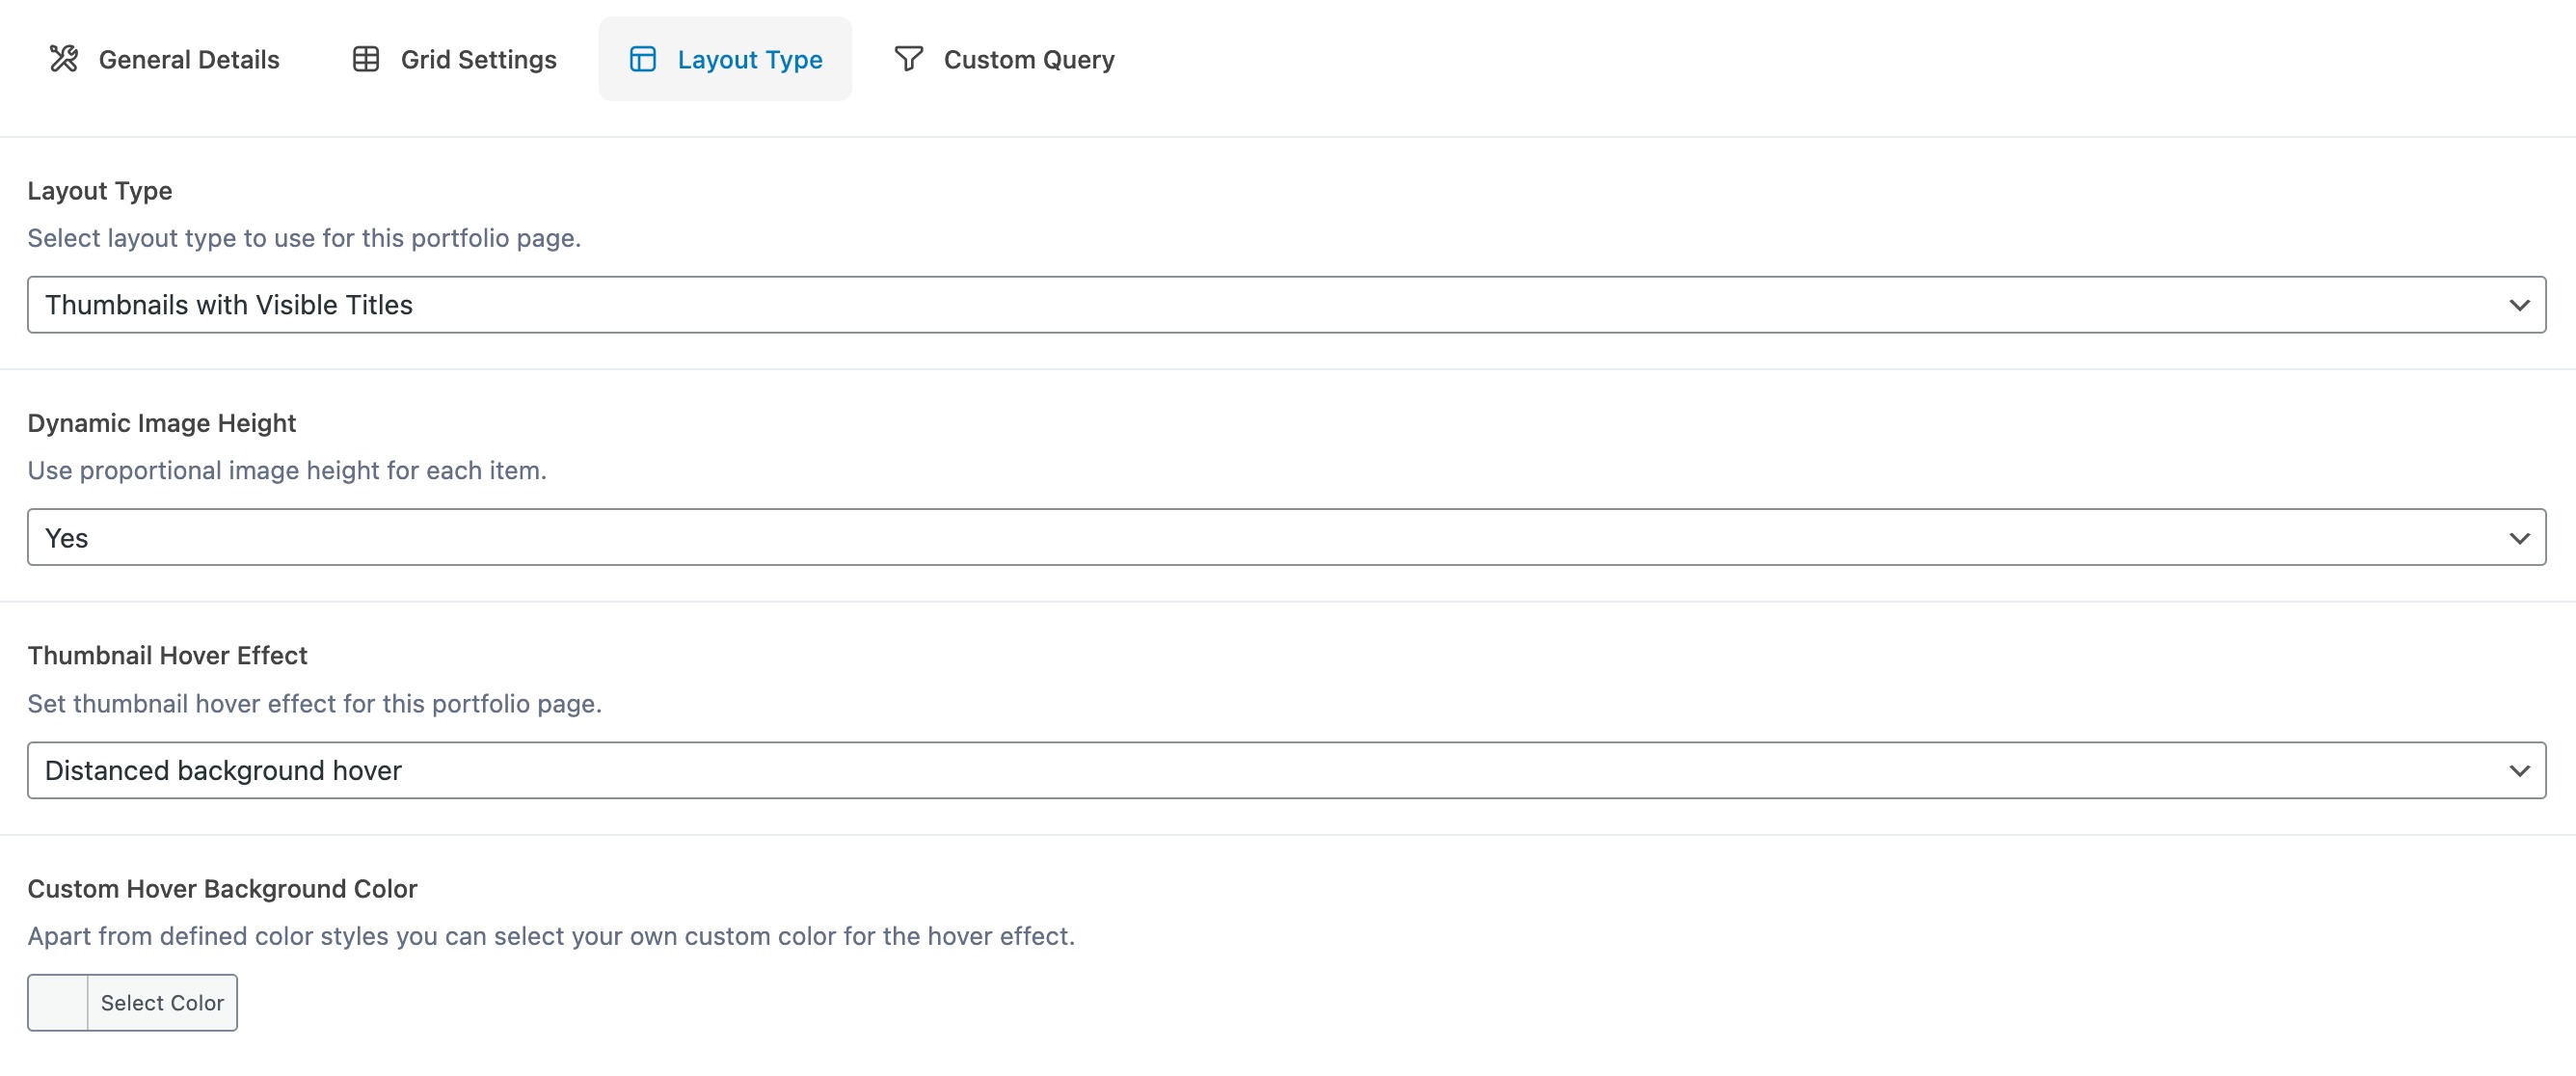 General Details
Grid Settings
Layout Type
Custom Query
Layout Type
Select layout type to use for this portfolio page.
Thumbnails with Visible Titles
Dynamic Image Height
Use proportional image height for each item.
Yes
Thumbnail Hover Effect
Set thumbnail hover effect for this portfolio page.
Distanced background hover
Custom Hover Background Color
Apart from defined color styles you can select your own custom color for the hover effect.
Select Color